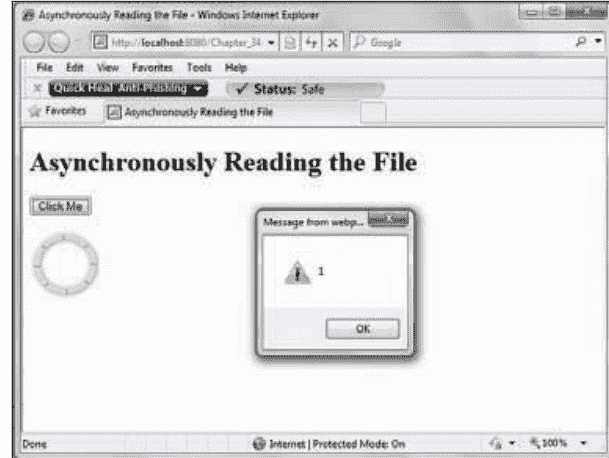 Asynchronously Reading the File - Windows Internet Explorer
http://localhost:8080/Chapter_34
Google
File Edit View Favorites Tools Help
Quick Heal Anti-Phishing Status: Safe
Favorites Asynchronously Reading the File
Asynchronously Reading the File
Click Me
Message from webp...
1
OK
Done Internet | Protected Mode: On 100%